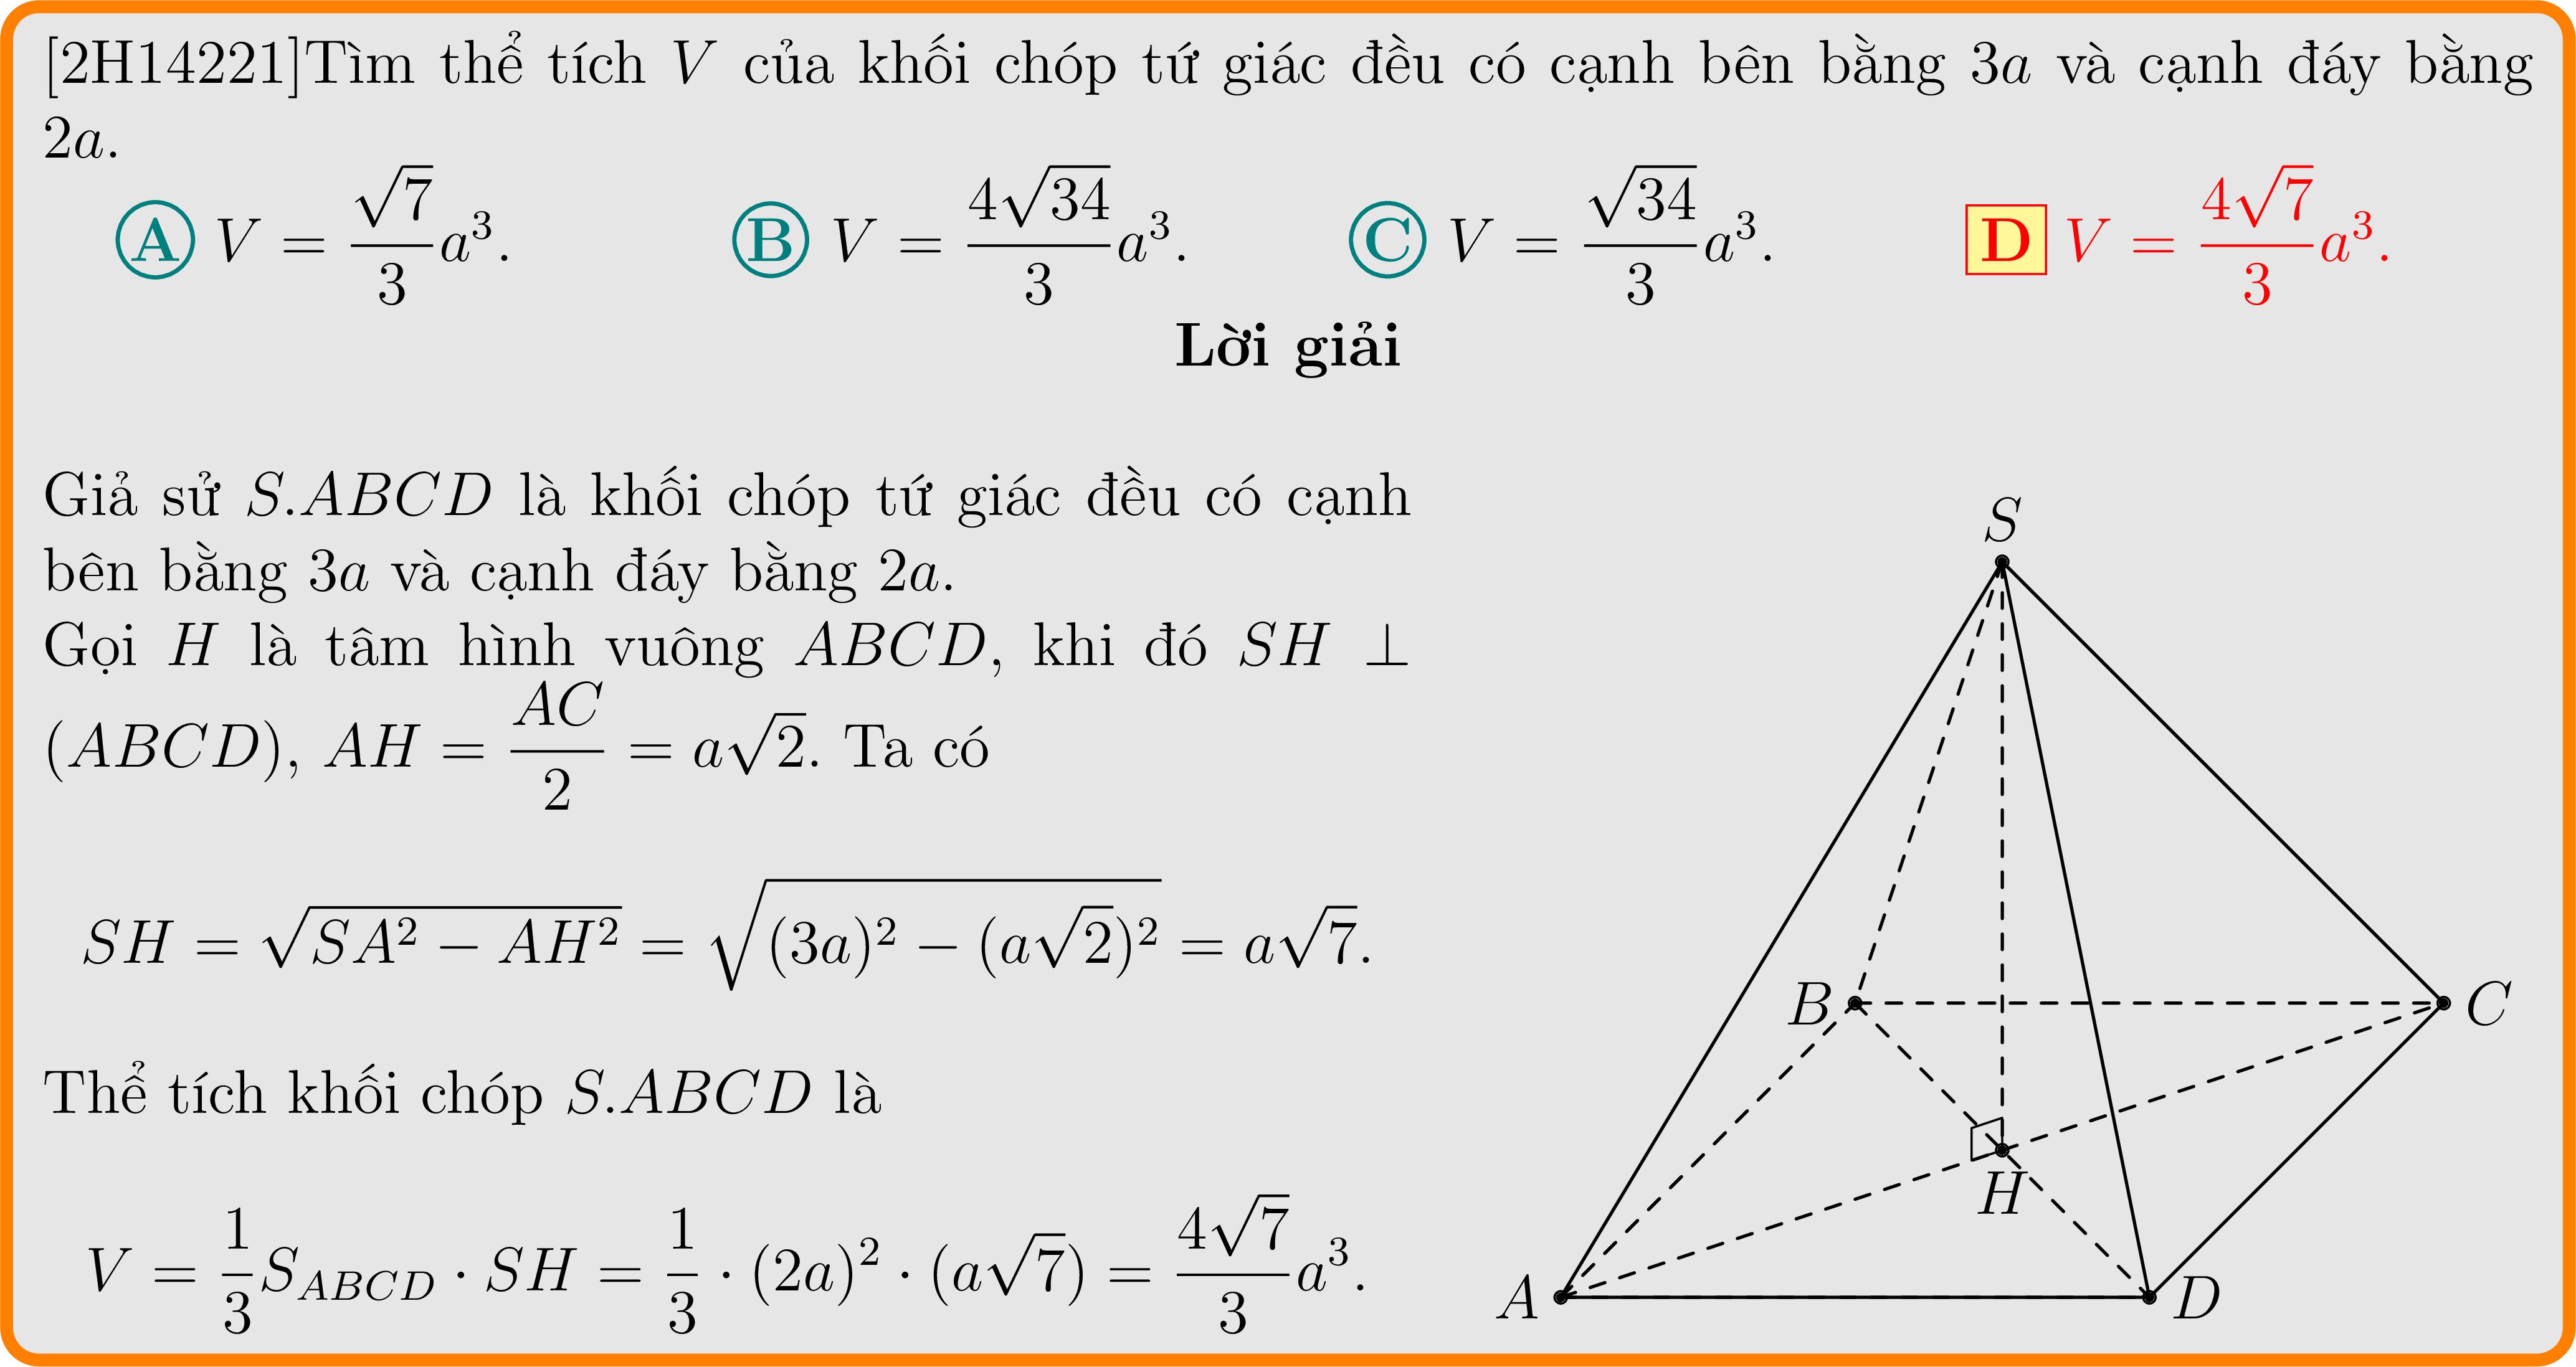 [2H14221]Tìm thể tích V của khối chóp tứ giác đều có cạnh bên bằng 3a và cạnh đáy bằng
2a.
A V = \frac{\sqrt{7}}{3}a^3. B V = \frac{4\sqrt{34}}{3}a^3. C V = \frac{\sqrt{34}}{3}a^3. D V = \frac{4\sqrt{7}}{3}a^3.
Lời giải
Giả sử S.ABCD là khối chóp tứ giác đều có cạnh
bên bằng 3a và cạnh đáy bằng 2a.
Gọi H là tâm hình vuông ABCD, khi đó SH ⊥
(ABCD), AH = \frac{AC}{2} = a\sqrt{2}. Ta có
SH = \sqrt{SA^2 − AH^2} = \sqrt{(3a)^2 − (a\sqrt{2})^2} = a\sqrt{7}.
Thể tích khối chóp S.ABCD là
V = \frac{1}{3}S_{ABCD} · SH = \frac{1}{3} · (2a)^2 · (a\sqrt{7}) = \frac{4\sqrt{7}}{3}a^3.
S
B
C
H
A
D